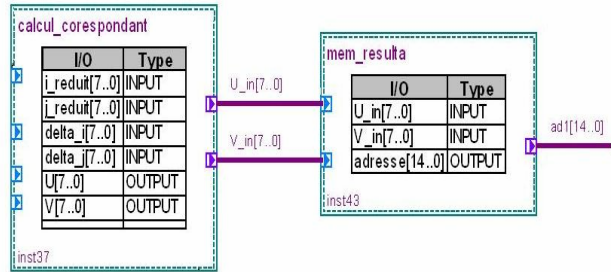 calcul_corespondant
I/O Type
i_reduit[7..0] INPUT
j_reduit[7..0] INPUT
delta_i[7..0] INPUT
delta_j[7..0] INPUT
U[7..0] OUTPUT
V[7..0] OUTPUT
inst37
U_in[7..0]
V_in[7..0]
mem_resulta
I/O Type
U_in[7..0] INPUT
V_in[7..0] INPUT
adresse[14..0] OUTPUT
inst43
ad1[14..0]